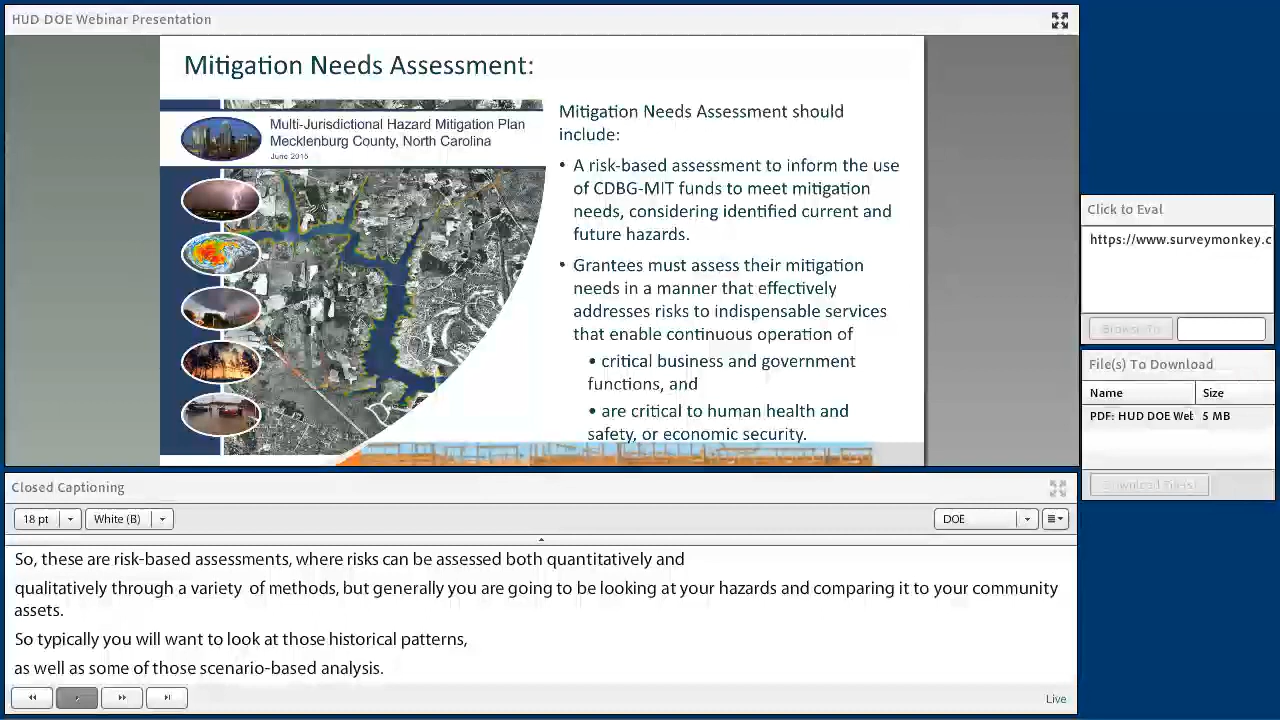 HUD DOE Webinar Presentation
Mitigation Needs Assessment:
Multi-Jurisdictional Hazard Mitigation Plan
Mecklenburg County, North Carolina
June 2015
Mitigation Needs Assessment should
include:
• A risk-based assessment to inform the use
of CDBG-MIT funds to meet mitigation
needs, considering identified current and
future hazards.
• Grantees must assess their mitigation
needs in a manner that effectively
addresses risks to indispensable services
that enable continuous operation of
• critical business and government
functions, and
• are critical to human health and
safety, or economic security.
Click to Eval
https://www.surveymonkey.c
Browse To
File(s) To Download
Name Size
PDF: HUD DOE Wet 5 MB
Download File(s)
Closed Captioning
18 pt White (B) DOE
So, these are risk-based assessments, where risks can be assessed both quantitatively and
qualitatively through a variety of methods, but generally you are going to be looking at your hazards and comparing it to your community
assets.
So typically you will want to look at those historical patterns,
as well as some of those scenario-based analysis.
Live